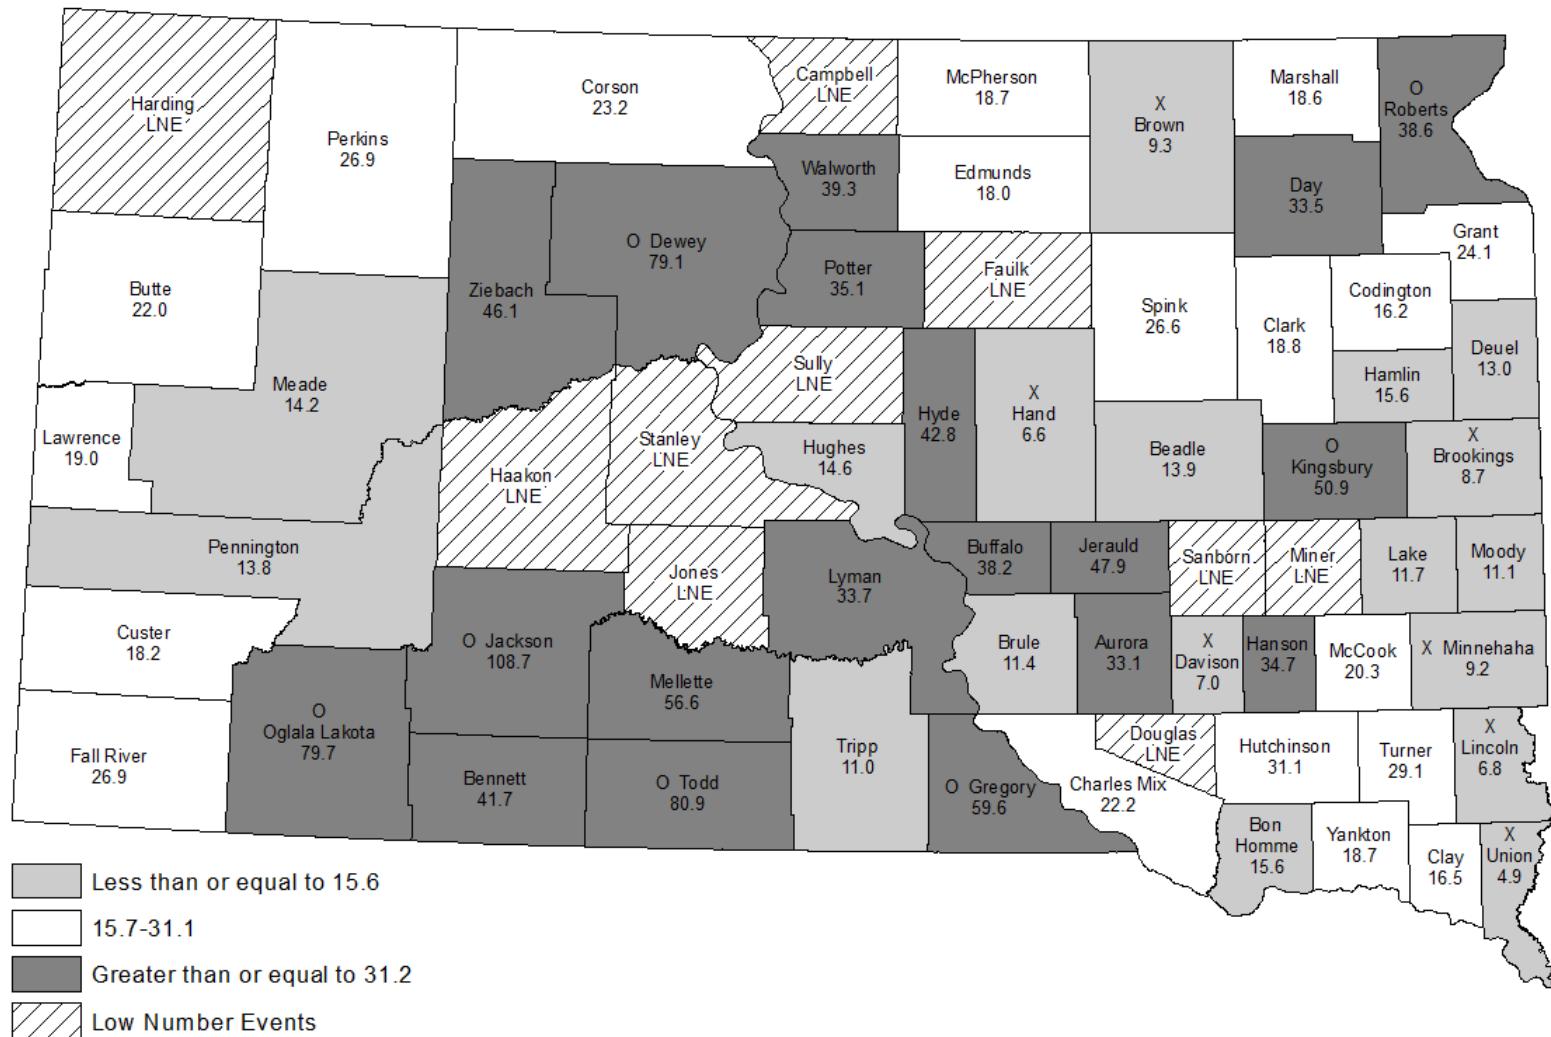 Harding
LNE
Perkins
26.9
Corson
23.2
Campbell
LNE
McPherson
18.7
X
Brown
9.3
Marshall
18.6
O
Roberts
38.6
Walworth
39.3
Edmunds
18.0
Day
33.5
Grant
24.1
Butte
22.0
Ziebach
46.1
O Dewey
79.1
Potter
35.1
Faulk
LNE
Spink
26.6
Clark
18.8
Codington
16.2
Deuel
13.0
Hamlin
15.6
Meade
14.2
Sully
LNE
Hyde
42.8
X
Hand
6.6
Lawrence
19.0
Haakon
LNE
Stanley
LNE
Hughes
14.6
Beadle
13.9
O
Kingsbury
50.9
X
Brookings
8.7
Pennington
13.8
Jones
LNE
Lyman
33.7
Buffalo
38.2
Jerauld
47.9
Sanborn
LNE
Miner
LNE
Lake
11.7
Moody
11.1
Custer
18.2
O Jackson
108.7
Mellette
56.6
Brule
11.4
Aurora
33.1
X
Davison
7.0
Hanson
34.7
McCook
20.3
X Minnehaha
9.2
Fall River
26.9
O
Oglala Lakota
79.7
Bennett
41.7
O Todd
80.9
Tripp
11.0
O Gregory
59.6
Charles Mix
22.2
Douglas
LNE
Hutchinson
31.1
Turner
29.1
X
Lincoln
6.8
Bon
Homme
15.6
Yankton
18.7
Clay
16.5
X
Union
4.9
Less than or equal to 15.6
15.7-31.1
Greater than or equal to 31.2
Low Number Events